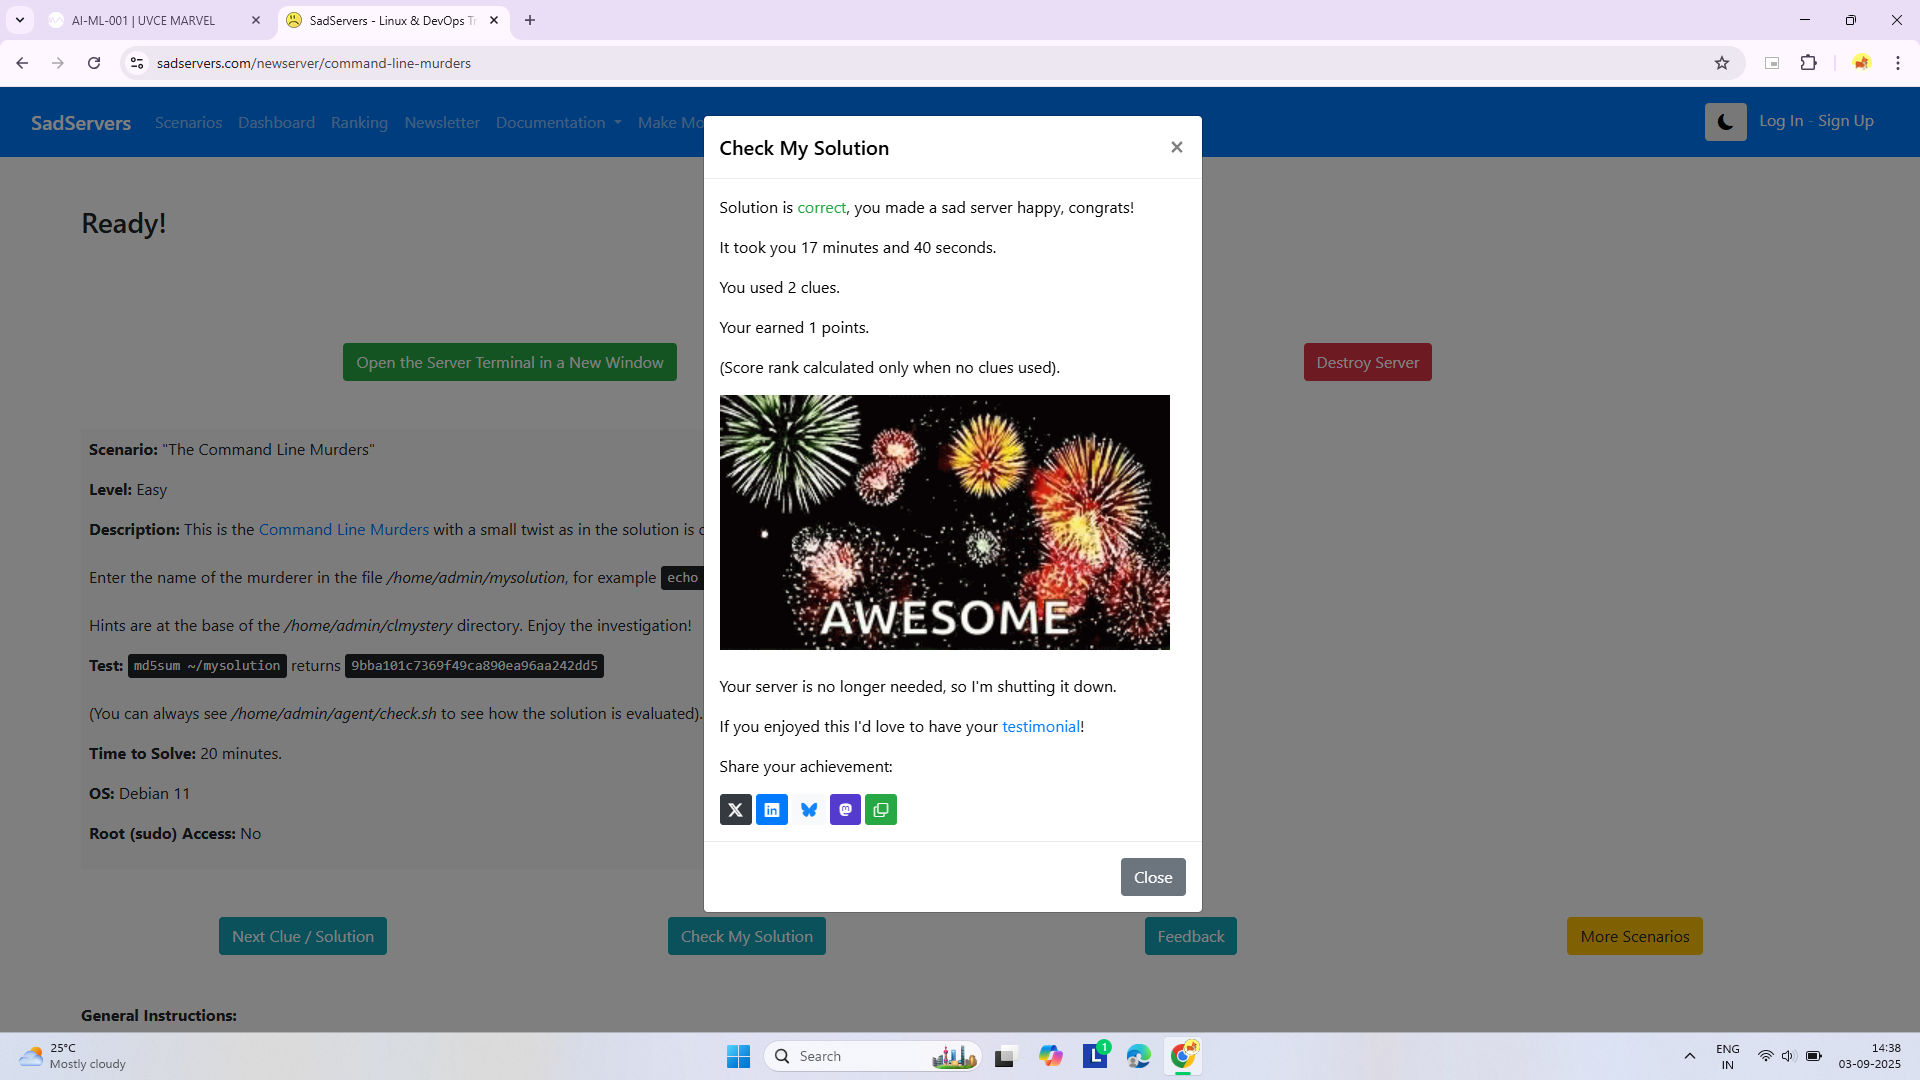 AI-ML-001 | UVCE MARVEL
SadServers - Linux & DevOps Tr
sadservers.com/newserver/command-line-murders
SadServers Scenarios Dashboard Ranking Newsletter Documentation Make Mo
Log In - Sign Up
Ready!
Open the Server Terminal in a New Window
Destroy Server
Scenario: "The Command Line Murders"
Level: Easy
Description: This is the Command Line Murders with a small twist as in the solution is
Enter the name of the murderer in the file /home/admin/mysolution, for example echo
Hints are at the base of the /home/admin/clmystery directory. Enjoy the investigation!
Test: md5sum ~/mysolution returns 9bba101c7369f49ca890ea96aa242dd5
(You can always see /home/admin/agent/check.sh to see how the solution is evaluated).
Time to Solve: 20 minutes.
OS: Debian 11
Root (sudo) Access: No
Check My Solution
Solution is correct, you made a sad server happy, congrats!
It took you 17 minutes and 40 seconds.
You used 2 clues.
Your earned 1 points.
(Score rank calculated only when no clues used).
AWESOME
Your server is no longer needed, so I'm shutting it down.
If you enjoyed this I'd love to have your testimonial!
Share your achievement:
Close
Next Clue / Solution
Check My Solution
Feedback
More Scenarios
General Instructions:
25°C
Mostly cloudy
Search
1
ENG
IN
14:38
03-09-2025